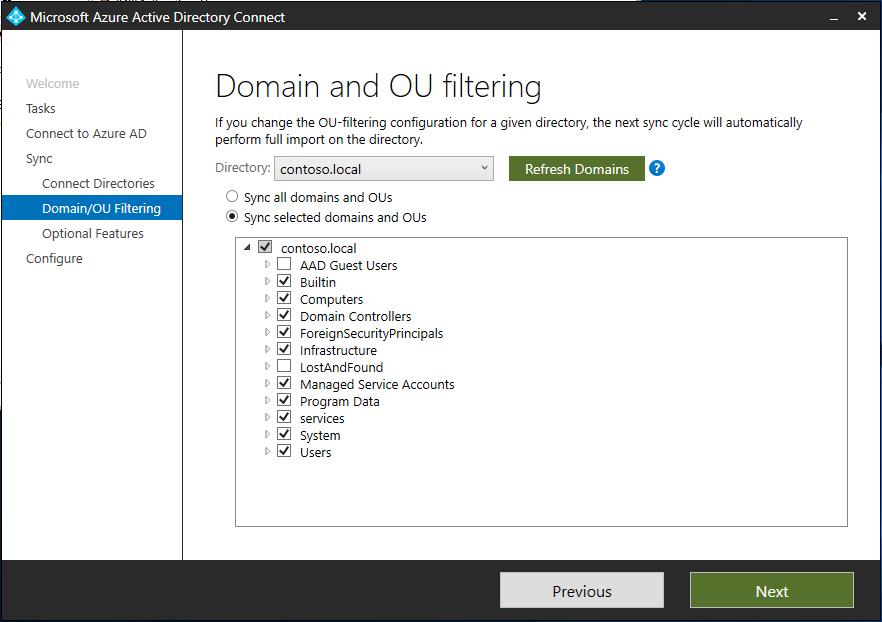 Microsoft Azure Active Directory Connect
Welcome
Tasks
Connect to Azure AD
Sync
Connect Directories
Domain/OU Filtering
Optional Features
Configure
Domain and OU filtering
If you change the OU-filtering configuration for a given directory, the next sync cycle will automatically
perform full import on the directory.
Directory: contoso.local Refresh Domains ?
Sync all domains and OUs
Sync selected domains and OUs
contoso.local
AAD Guest Users
Builtin
Computers
Domain Controllers
ForeignSecurityPrincipals
Infrastructure
LostAndFound
Managed Service Accounts
Program Data
services
System
Users
Previous Next